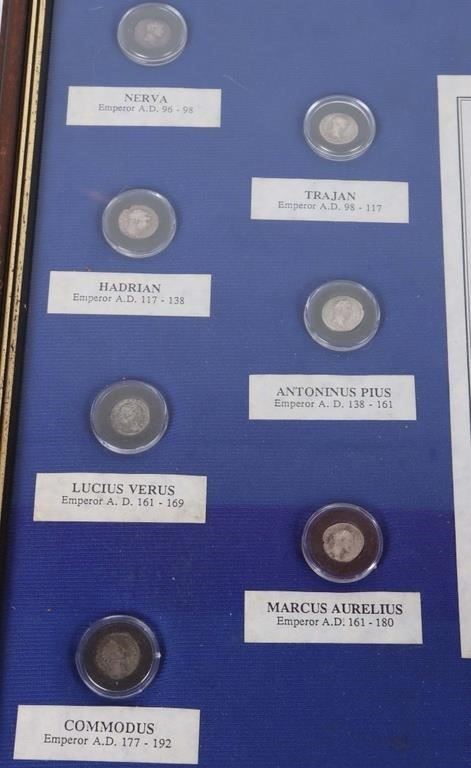 NERVA
Emperor A.D. 96 - 98
TRAJAN
Emperor A.D. 98 - 117
HADRIAN
Emperor A.D. 117 - 138
ANTONINUS PIUS
Emperor A. D. 138 - 161
LUCIUS VERUS
Emperor A. D. 161 - 169
MARCUS AURELIUS
Emperor A.D. 161 - 180
COMMODUS
Emperor A.D. 177 - 192